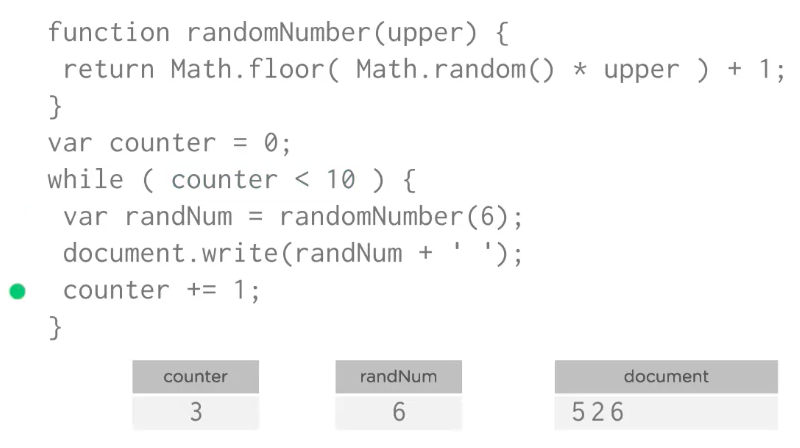 function randomNumber(upper) {
 return Math.floor( Math.random() * upper ) + 1;
}
var counter = 0;
while ( counter < 10 ) {
 var randNum = randomNumber(6);
 document.write(randNum + ' ');
 counter += 1;
}
counter randNum document
3 6 5 2 6